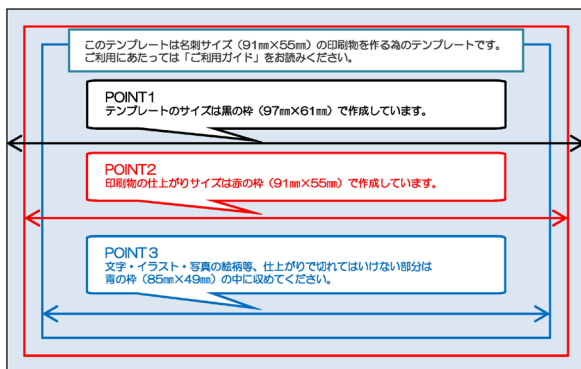 このテンプレートは名刺サイズ（91㎜×55㎜）の印刷物を作る為のテンプレートです。
ご利用にあたっては「ご利用ガイド」をお読みください。
POINT1
テンプレートのサイズは黒の枠（97㎜×61㎜）で作成しています。
POINT2
印刷物の仕上がりサイズは赤の枠（91㎜×55㎜）で作成しています。
POINT3
文字・イラスト・写真の絵柄等、仕上がりで切れてはいけない部分は
青の枠（85㎜×49㎜）の中に収めてください。